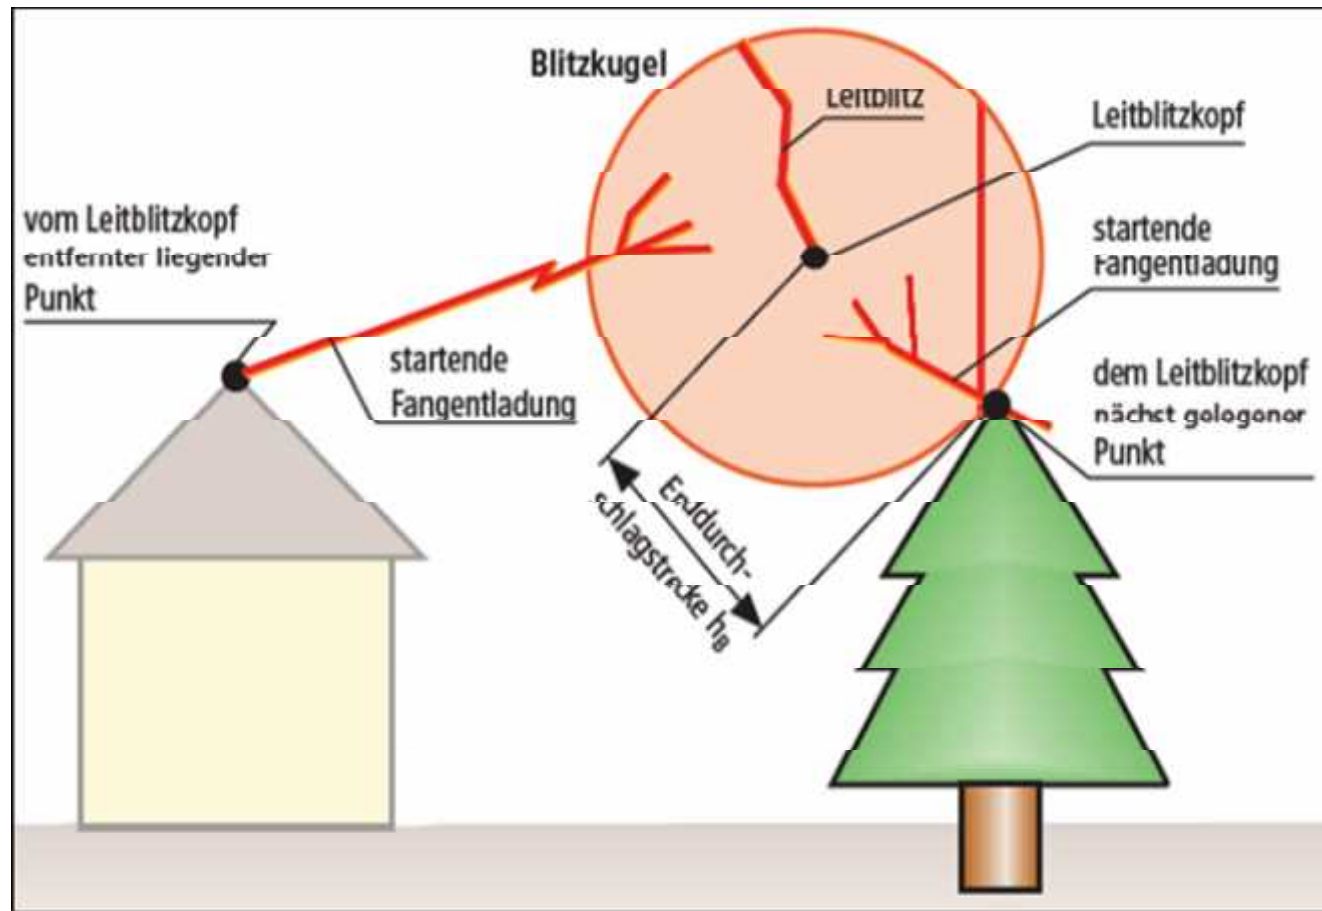 Blitzkugel
Leitblitz
Leitblitzkopf
vom Leitblitzkopf
entfernter liegender
Punkt
startende
Fangentladung
startende
Fangentladung
dem Leitblitzkopf
nächst gelegener
Punkt
Enddurch-
schlagstrecke hB